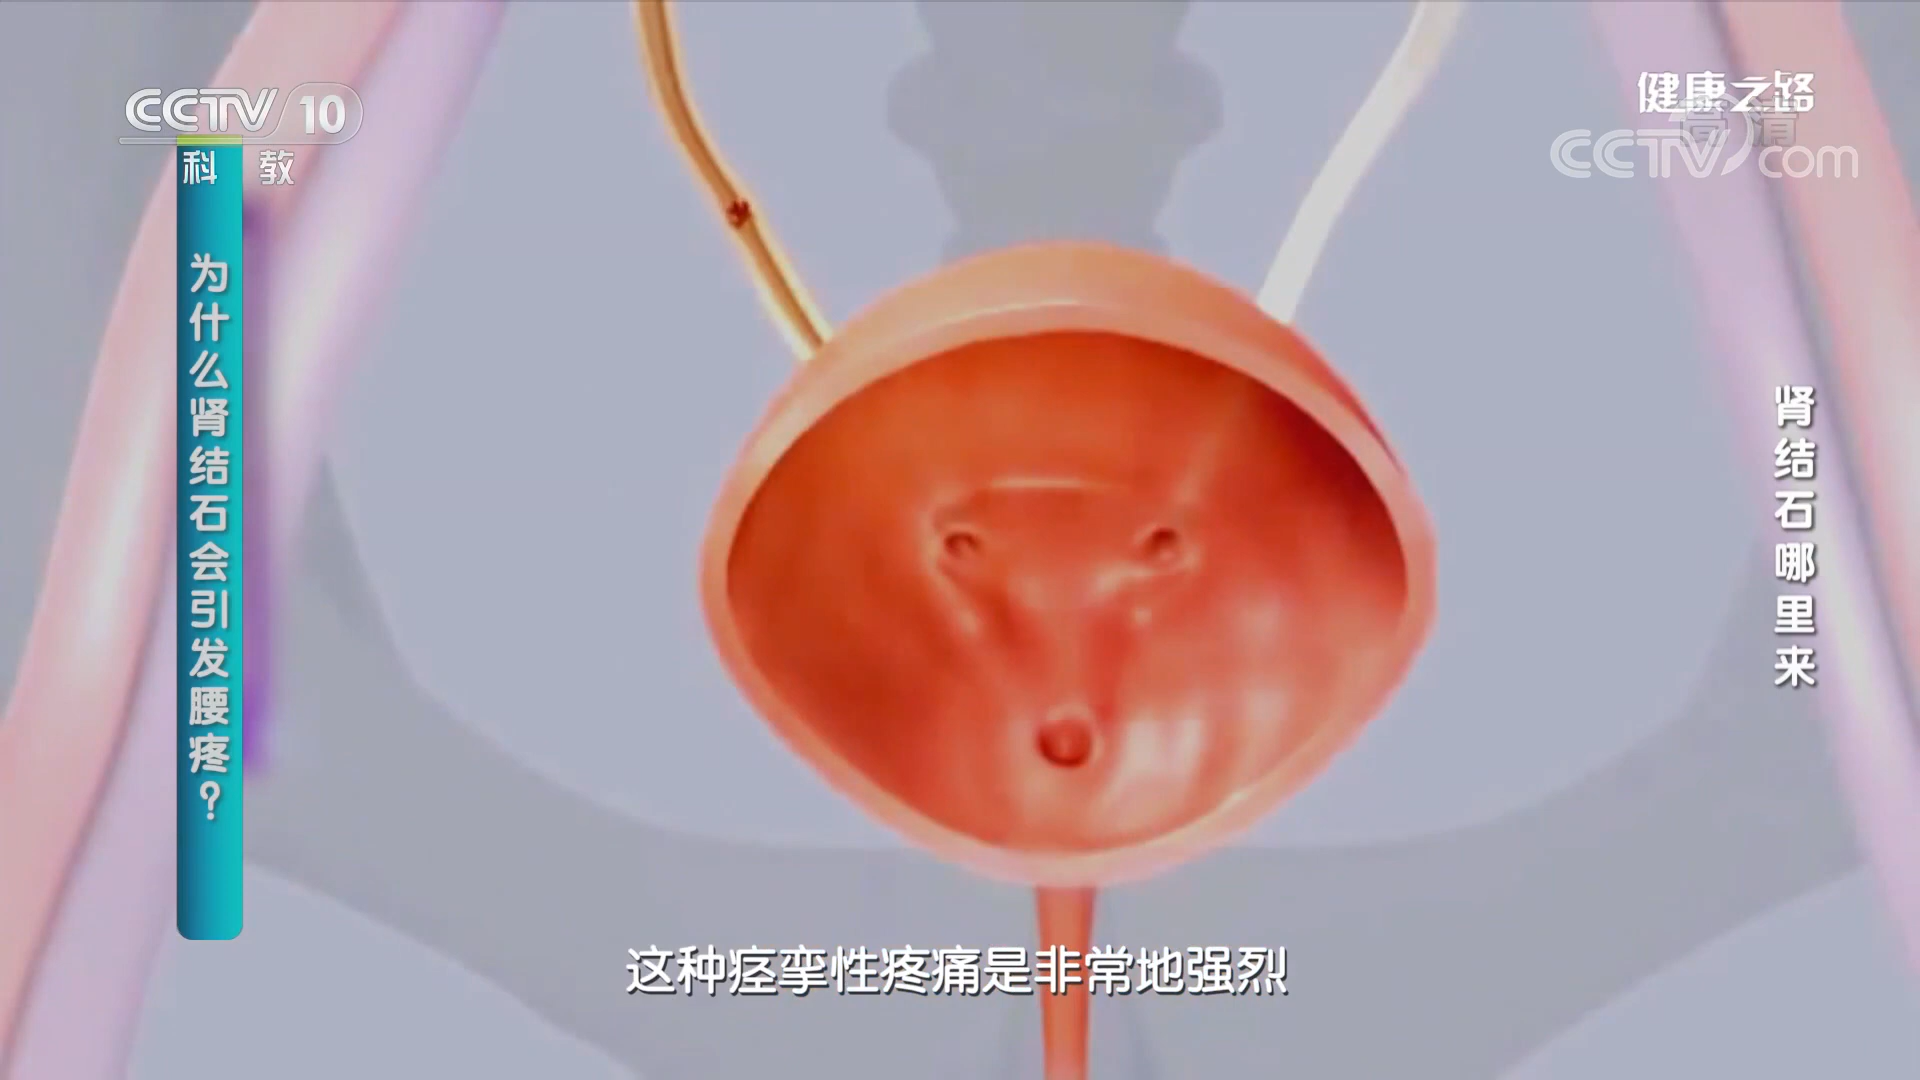 CCTV 10
科 教
健康之路
高清
CCTV.com
为什么肾结石会引发腰疼？
肾结石哪里来
这种痉挛性疼痛是非常地强烈